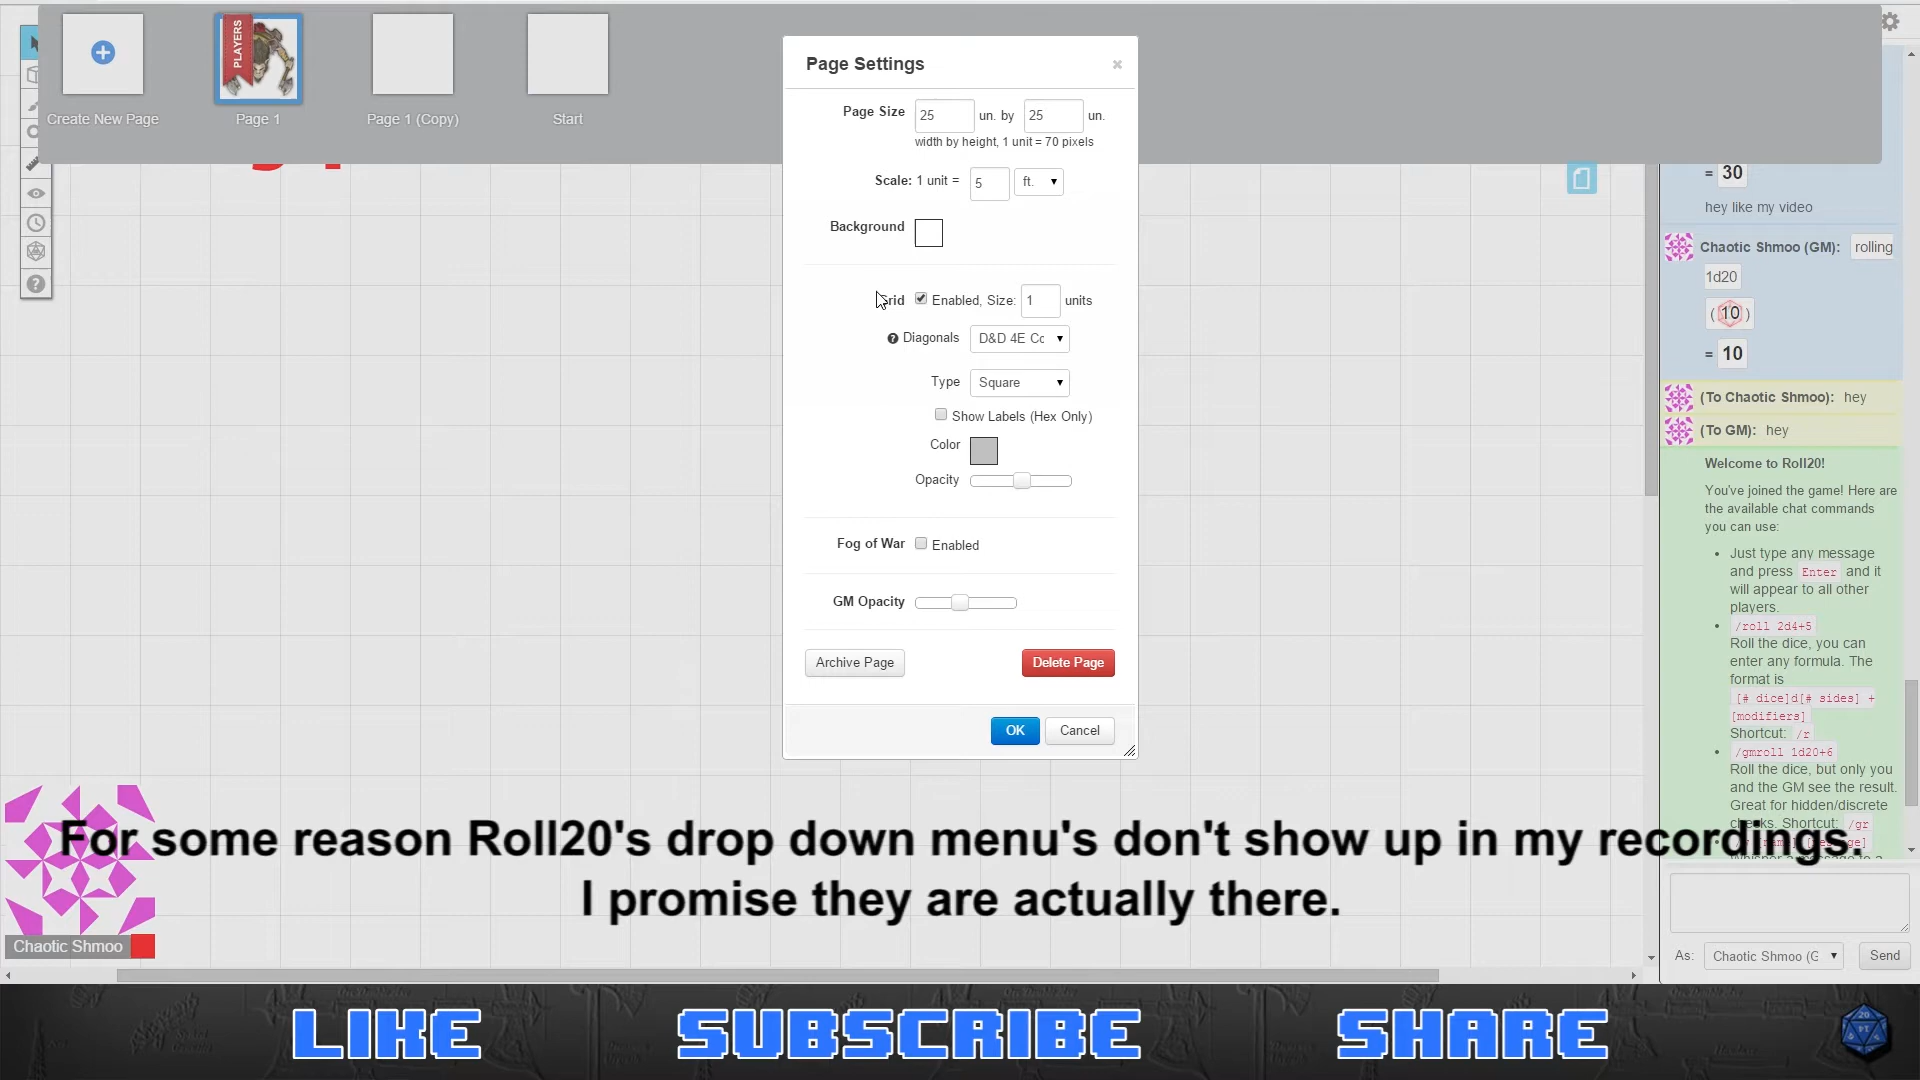 PLAYERS
Create New Page
Page 1
Page 1 (Copy)
Start
Page Settings
×
Page Size 25 un. by 25 un.
width by height, 1 unit = 70 pixels
Scale: 1 unit = 5 ft.
Background
Enabled, Size: 1 units
Diagonals D&D 4E Cc
Type Square
Show Labels (Hex Only)
Color
Opacity
Fog of War Enabled
GM Opacity
Archive Page Delete Page
OK Cancel
= 30
hey like my video
Chaotic Shmoo (GM): rolling
1d20
(10)
= 10
(To Chaotic Shmoo): hey
(To GM): hey
Welcome to Roll20!
You've joined the game! Here are
the available chat commands
you can use:
• Just type any message
and press Enter and it
will appear to all other
players.
• /roll 2d4+5
Roll the dice, you can
enter any formula. The
format is
[# dice]d[# sides] +
[modifiers]
Shortcut: /r
• /gmroll 1d20+6
Roll the dice, but only you
and the GM see the result.
Great for hidden/discrete
checks. Shortcut: /gr
For some reason Roll20's drop down menu's don't show up in my recordings.
I promise they are actually there.
Chaotic Shmoo
As: Chaotic Shmoo (G Send
LIKE SUBSCRIBE SHARE
20
14